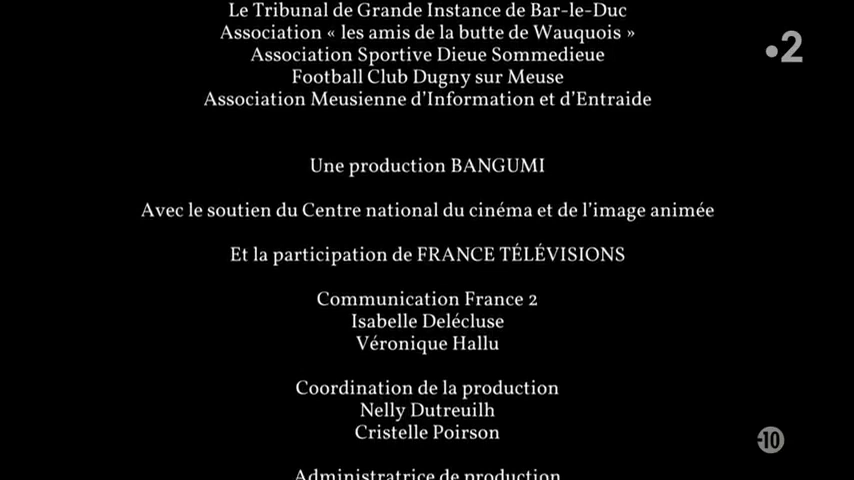 Le Tribunal de Grande Instance de Bar-le-Duc
Association « les amis de la butte de Wauquois »
Association Sportive Dieue Sommedieue
Football Club Dugny sur Meuse
Association Meusienne d’Information et d’Entraide
Une production BANGUMI
Avec le soutien du Centre national du cinéma et de l’image animée
Et la participation de FRANCE TÉLÉVISIONS
Communication France 2
Isabelle Delécluse
Véronique Hallu
Coordination de la production
Nelly Dutreuilh
Cristelle Poirson
Administratrice de production
2
-10